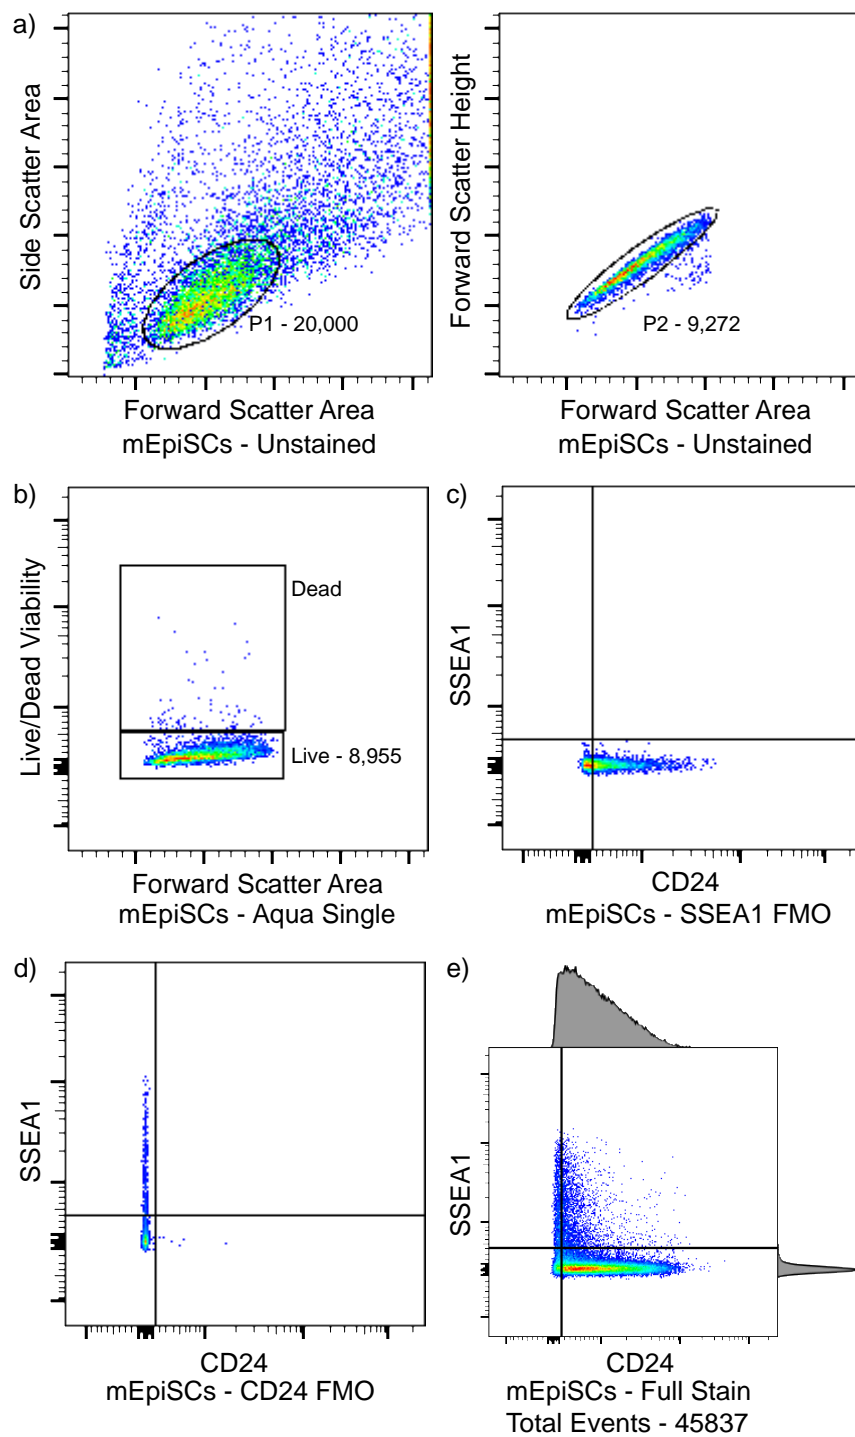 a)
Side Scatter Area
P1 - 20,000
Forward Scatter Area
mEpiSCs - Unstained
Forward Scatter Height
P2 - 9,272
Forward Scatter Area
mEpiSCs - Unstained
b)
Live/Dead Viability
Dead
Live - 8,955
Forward Scatter Area
mEpiSCs - Aqua Single
c)
SSEA1
CD24
mEpiSCs - SSEA1 FMO
d)
SSEA1
CD24
mEpiSCs - CD24 FMO
e)
SSEA1
CD24
mEpiSCs - Full Stain
Total Events - 45837